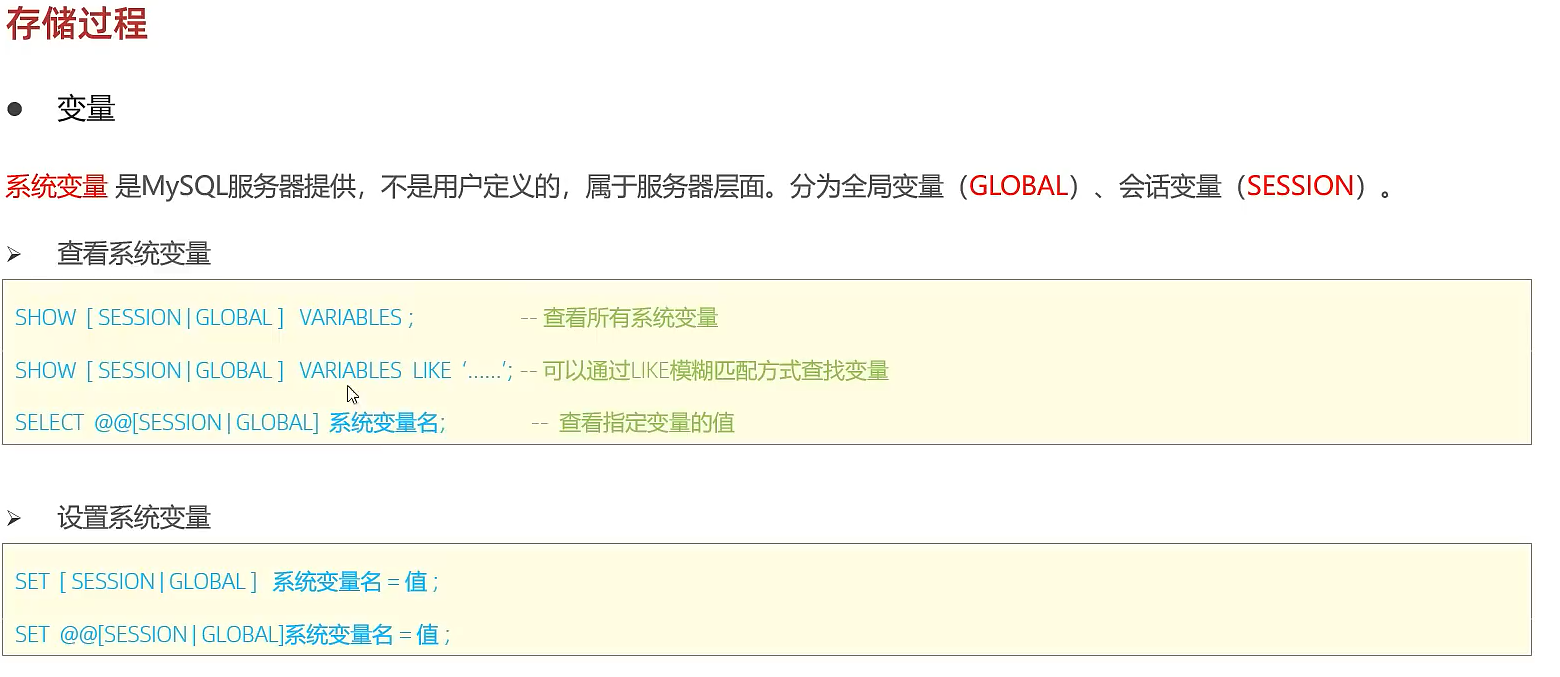 存储过程
● 变量
系统变量 是MySQL服务器提供，不是用户定义的，属于服务器层面。分为全局变量（GLOBAL）、会话变量（SESSION）。
➢ 查看系统变量
SHOW [ SESSION | GLOBAL ] VARIABLES ; -- 查看所有系统变量
SHOW [ SESSION | GLOBAL ] VARIABLES LIKE ‘……’; -- 可以通过LIKE模糊匹配方式查找变量
SELECT @@[SESSION | GLOBAL] 系统变量名; -- 查看指定变量的值
➢ 设置系统变量
SET [ SESSION | GLOBAL ] 系统变量名 = 值 ;
SET @@[SESSION | GLOBAL]系统变量名 = 值 ;